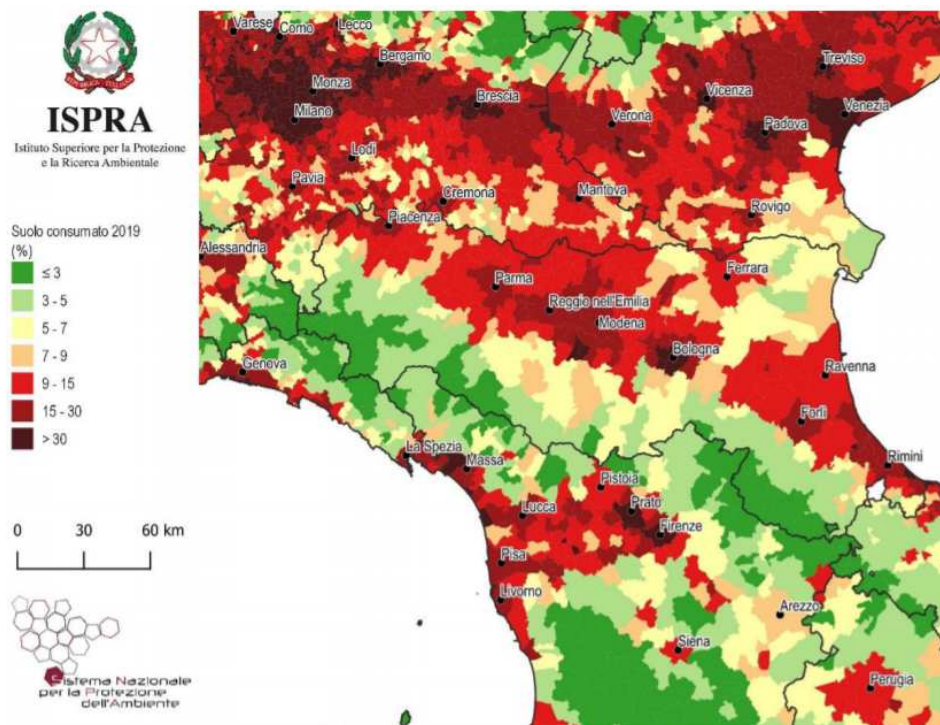 ISPRA
Istituto Superiore per la Protezione
e la Ricerca Ambientale
Suolo consumato 2019
(%)
≤ 3
3 - 5
5 - 7
7 - 9
9 - 15
15 - 30
> 30
0 30 60 km
Sistema Nazionale
per la Protezione
dell'Ambiente
Varese
Como
Lecco
Bergamo
Monza
Milano
Brescia
Treviso
Vicenza
Venezia
Verona
Padova
Lodi
Pavia
Cremona
Mantova
Rovigo
Piacenza
Alessandria
Parma
Ferrara
Reggio nell'Emilia
Modena
Bologna
Genova
Ravenna
Forlì
La Spezia
Massa
Rimini
Pistoia
Prato
Lucca
Firenze
Pisa
Livorno
Arezzo
Siena
Perugia